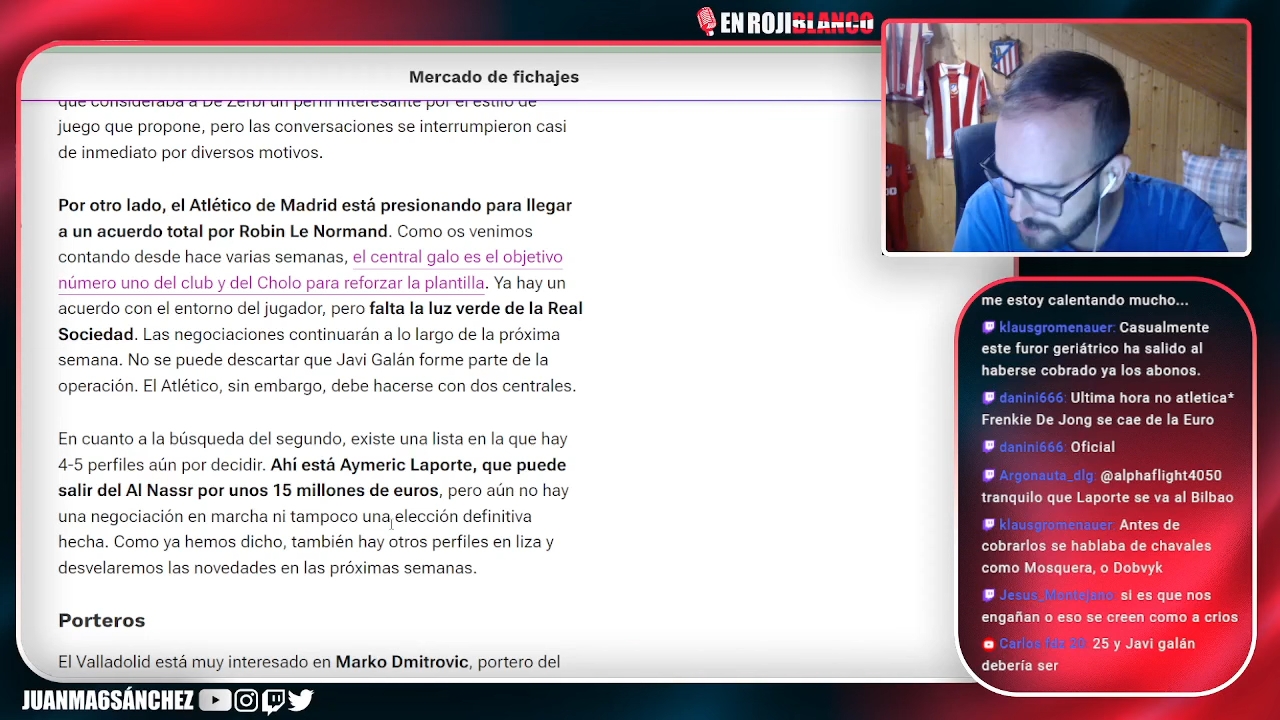 EN ROJIBLANCO
Mercado de fichajes
que consideraba a De Zerbi un perfil interesante por el estilo de
juego que propone, pero las conversaciones se interrumpieron casi
de inmediato por diversos motivos.
Por otro lado, el Atlético de Madrid está presionando para llegar
a un acuerdo total por Robin Le Normand. Como os venimos
contando desde hace varias semanas, el central galo es el objetivo
número uno del club y del Cholo para reforzar la plantilla. Ya hay un
acuerdo con el entorno del jugador, pero falta la luz verde de la Real
Sociedad. Las negociaciones continuarán a lo largo de la próxima
semana. No se puede descartar que Javi Galán forme parte de la
operación. El Atlético, sin embargo, debe hacerse con dos centrales.
En cuanto a la búsqueda del segundo, existe una lista en la que hay
4-5 perfiles aún por decidir. Ahí está Aymeric Laporte, que puede
salir del Al Nassr por unos 15 millones de euros, pero aún no hay
una negociación en marcha ni tampoco una elección definitiva
hecha. Como ya hemos dicho, también hay otros perfiles en liza y
desvelaremos las novedades en las próximas semanas.
Porteros
El Valladolid está muy interesado en Marko Dmitrovic, portero del
me estoy calentando mucho...
klausgromenauer: Casualmente
este furor geriátrico ha salido al
haberse cobrado ya los abonos.
danini666: Ultima hora no atletica*
Frenkie De Jong se cae de la Euro
danini666: Oficial
Argonauta_dlg: @alphaflight4050
tranquilo que Laporte se va al Bilbao
klausgromenauer: Antes de
cobrarlos se hablaba de chavales
como Mosquera, o Dobvyk
Jesus_Montejano: si es que nos
engañan o eso se creen como a crios
Carlos fdz 20: 25 y Javi galán
debería ser
JUANMA6SÁNCHEZ